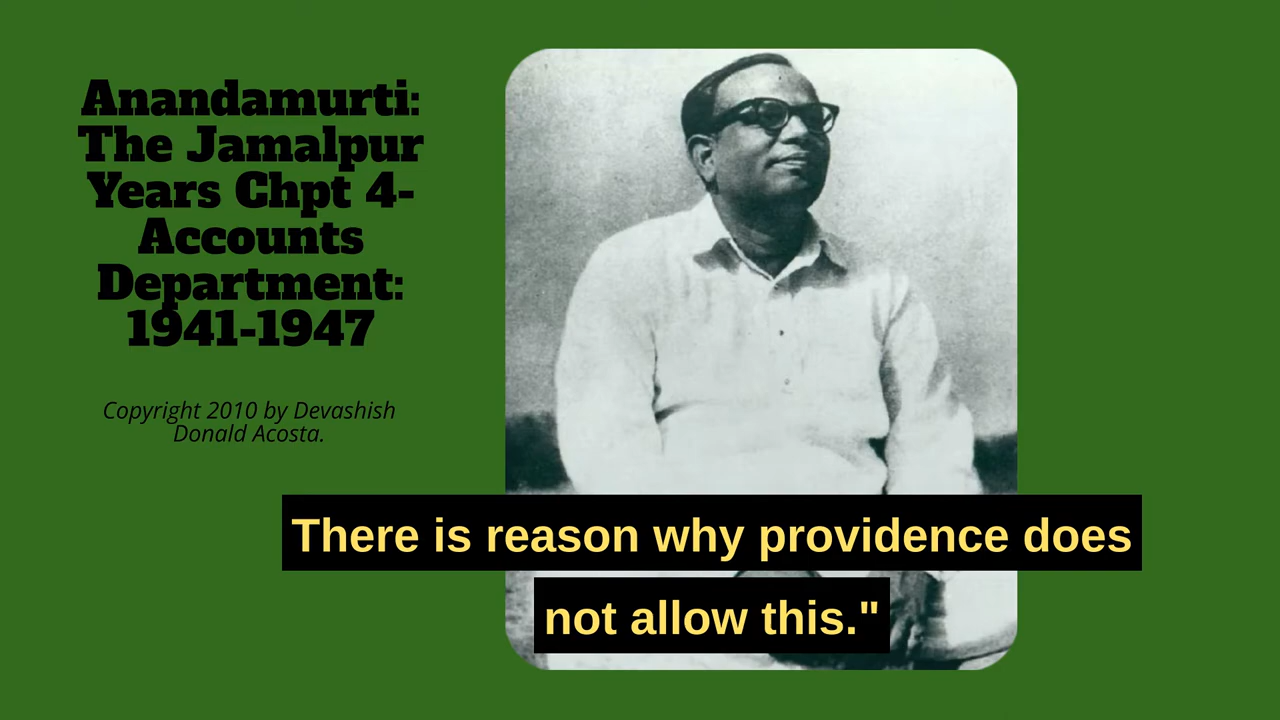 Anandamurti:
The Jamalpur
Years Chpt 4-
Accounts
Department:
1941-1947
Copyright 2010 by Devashish
Donald Acosta.
There is reason why providence does
not allow this."